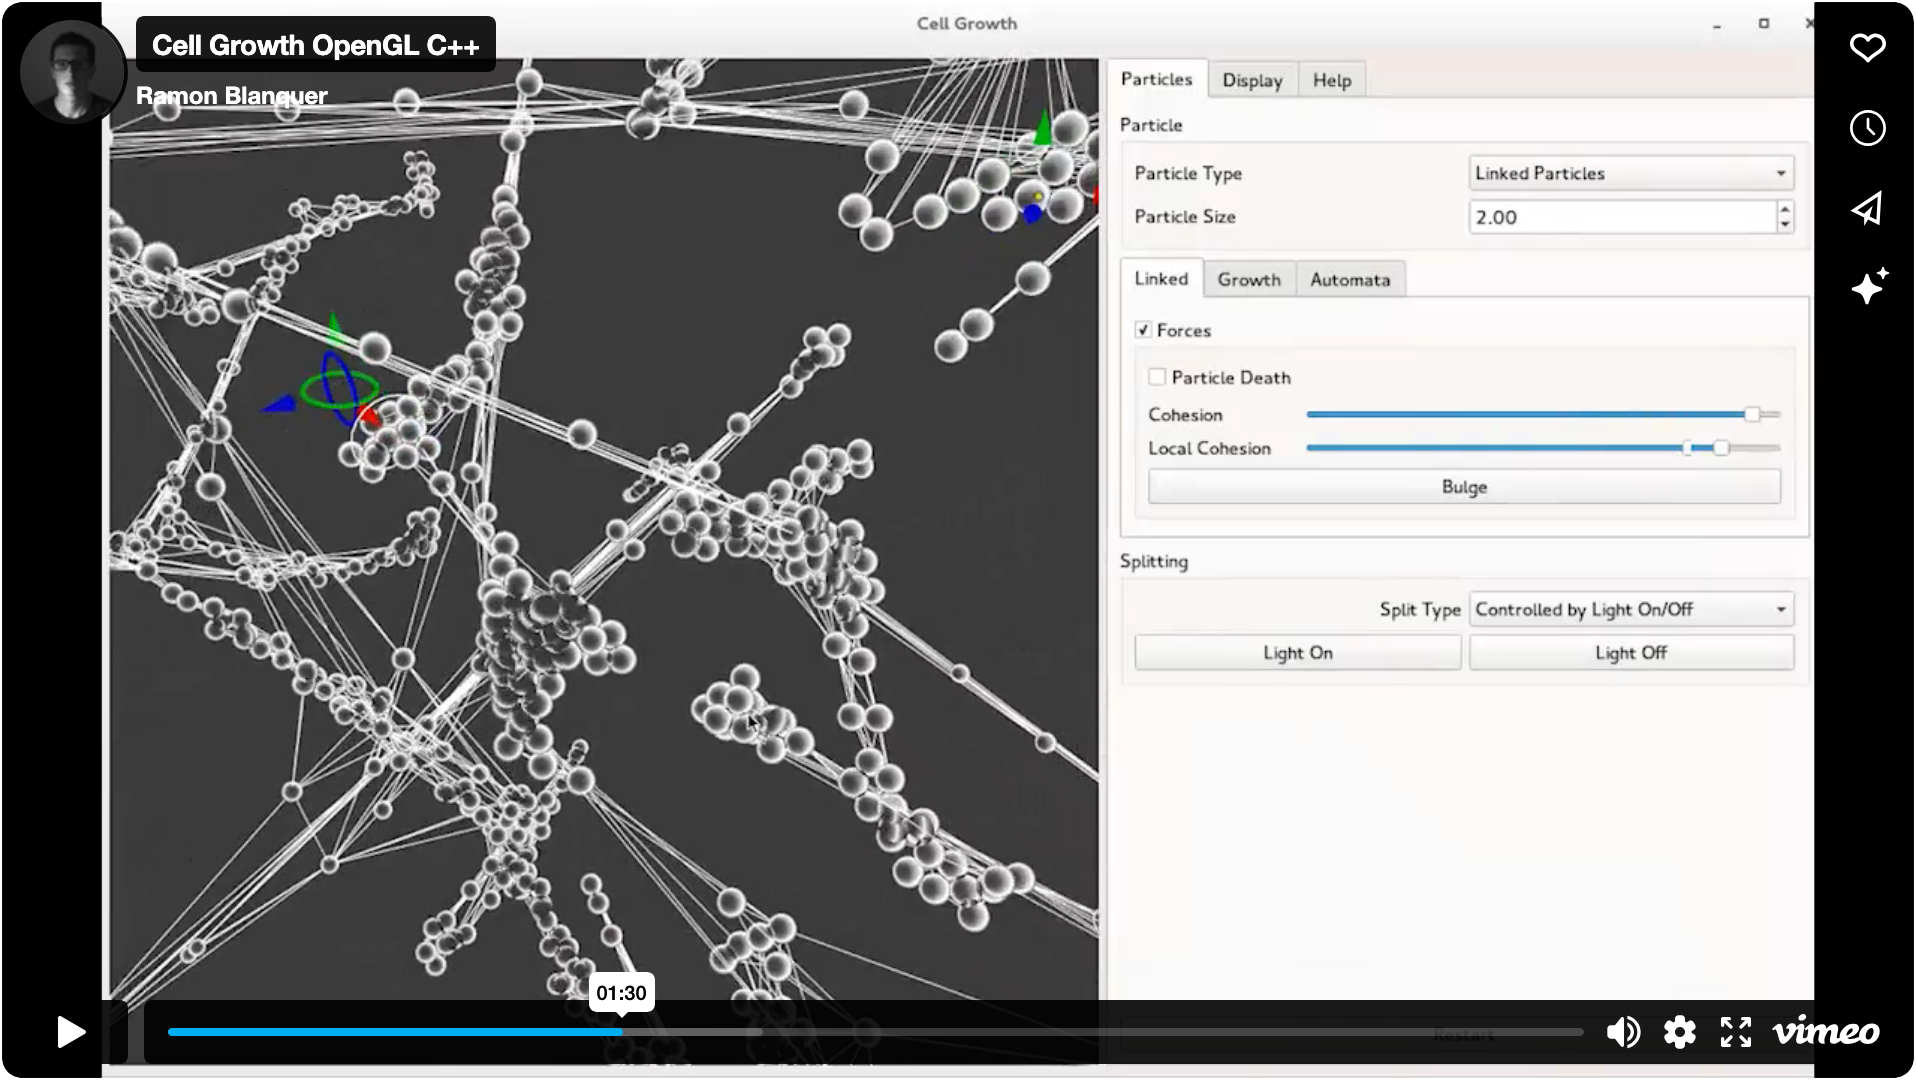 Cell Growth
Cell Growth OpenGL C++
Ramon Blanquer
Particles Display Help
Particle
Particle Type Linked Particles
Particle Size 2.00
Linked Growth Automata
Forces
Particle Death
Cohesion
Local Cohesion
Bulge
Splitting
Split Type Controlled by Light On/Off
Light On Light Off
01:30
Restart
vimeo